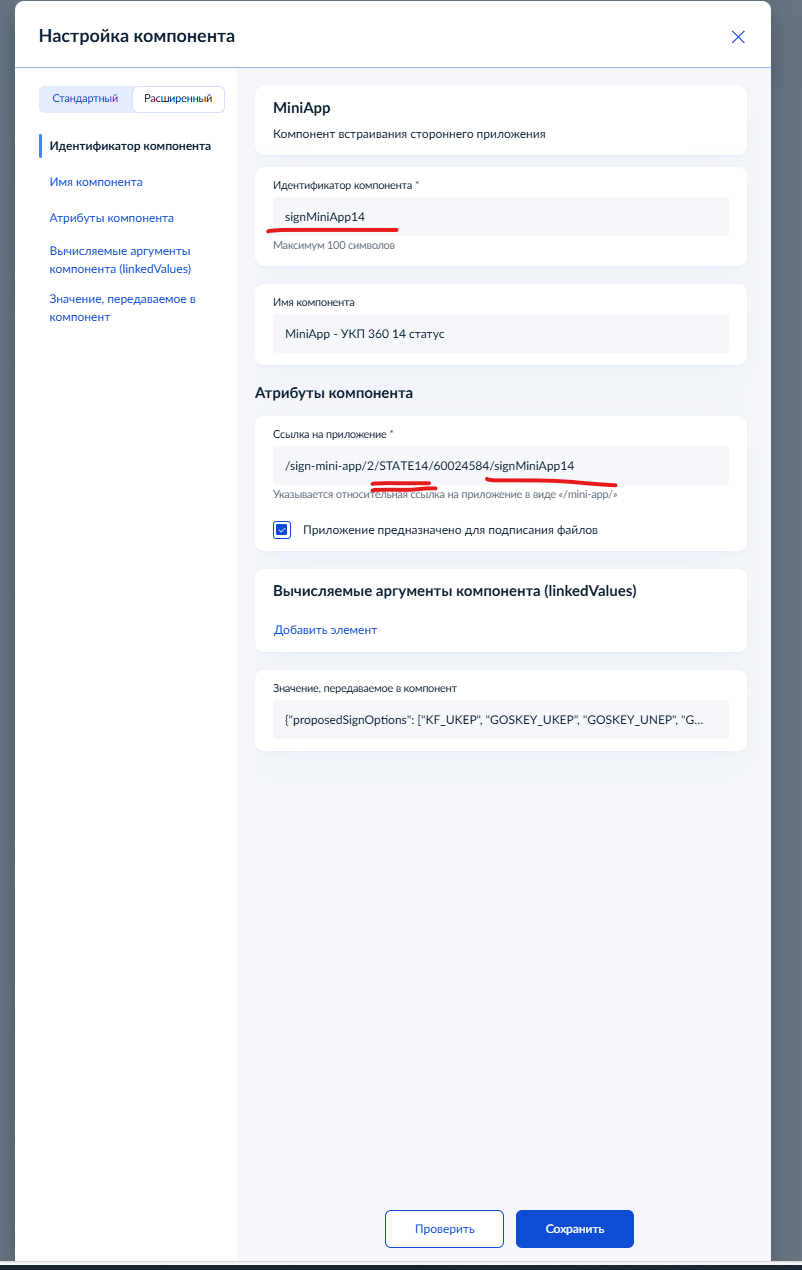 Настройка компонента
Стандартный
Расширенный
Идентификатор компонента
Имя компонента
Атрибуты компонента
Вычисляемые аргументы
компонента (linkedValues)
Значение, передаваемое в
компонент
MiniApp
Компонент встраивания стороннего приложения
Идентификатор компонента *
signMiniApp14
Максимум 100 символов
Имя компонента
MiniApp - УКП 360 14 статус
Атрибуты компонента
Ссылка на приложение *
/sign-mini-app/2/STATE14/60024584/signMiniApp14
Указывается относительная ссылка на приложение в виде «/mini-app/»
Приложение предназначено для подписания файлов
Вычисляемые аргументы компонента (linkedValues)
Добавить элемент
Значение, передаваемое в компонент
{"proposedSignOptions": ["KF_UKEP", "GOSKEY_UKEP", "GOSKEY_UNEP", "G...
Проверить
Сохранить